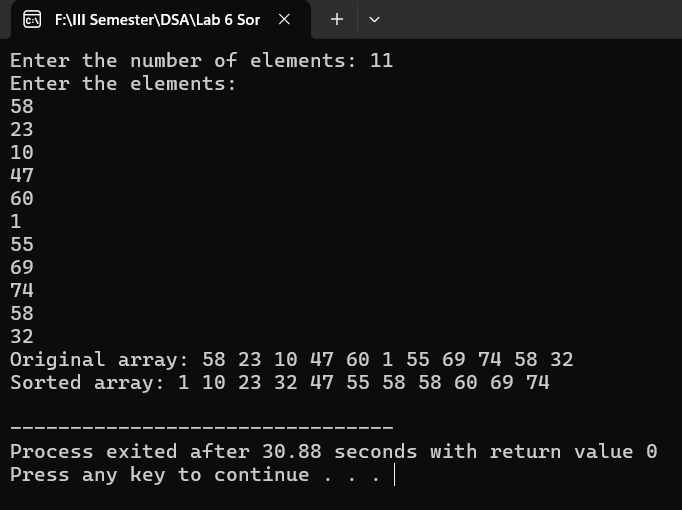 F:\III Semester\DSA\Lab 6 Sor
Enter the number of elements: 11
Enter the elements:
58
23
10
47
60
1
55
69
74
58
32
Original array: 58 23 10 47 60 1 55 69 74 58 32
Sorted array: 1 10 23 32 47 55 58 58 60 69 74
--------------------------------
Process exited after 30.88 seconds with return value 0
Press any key to continue . . .